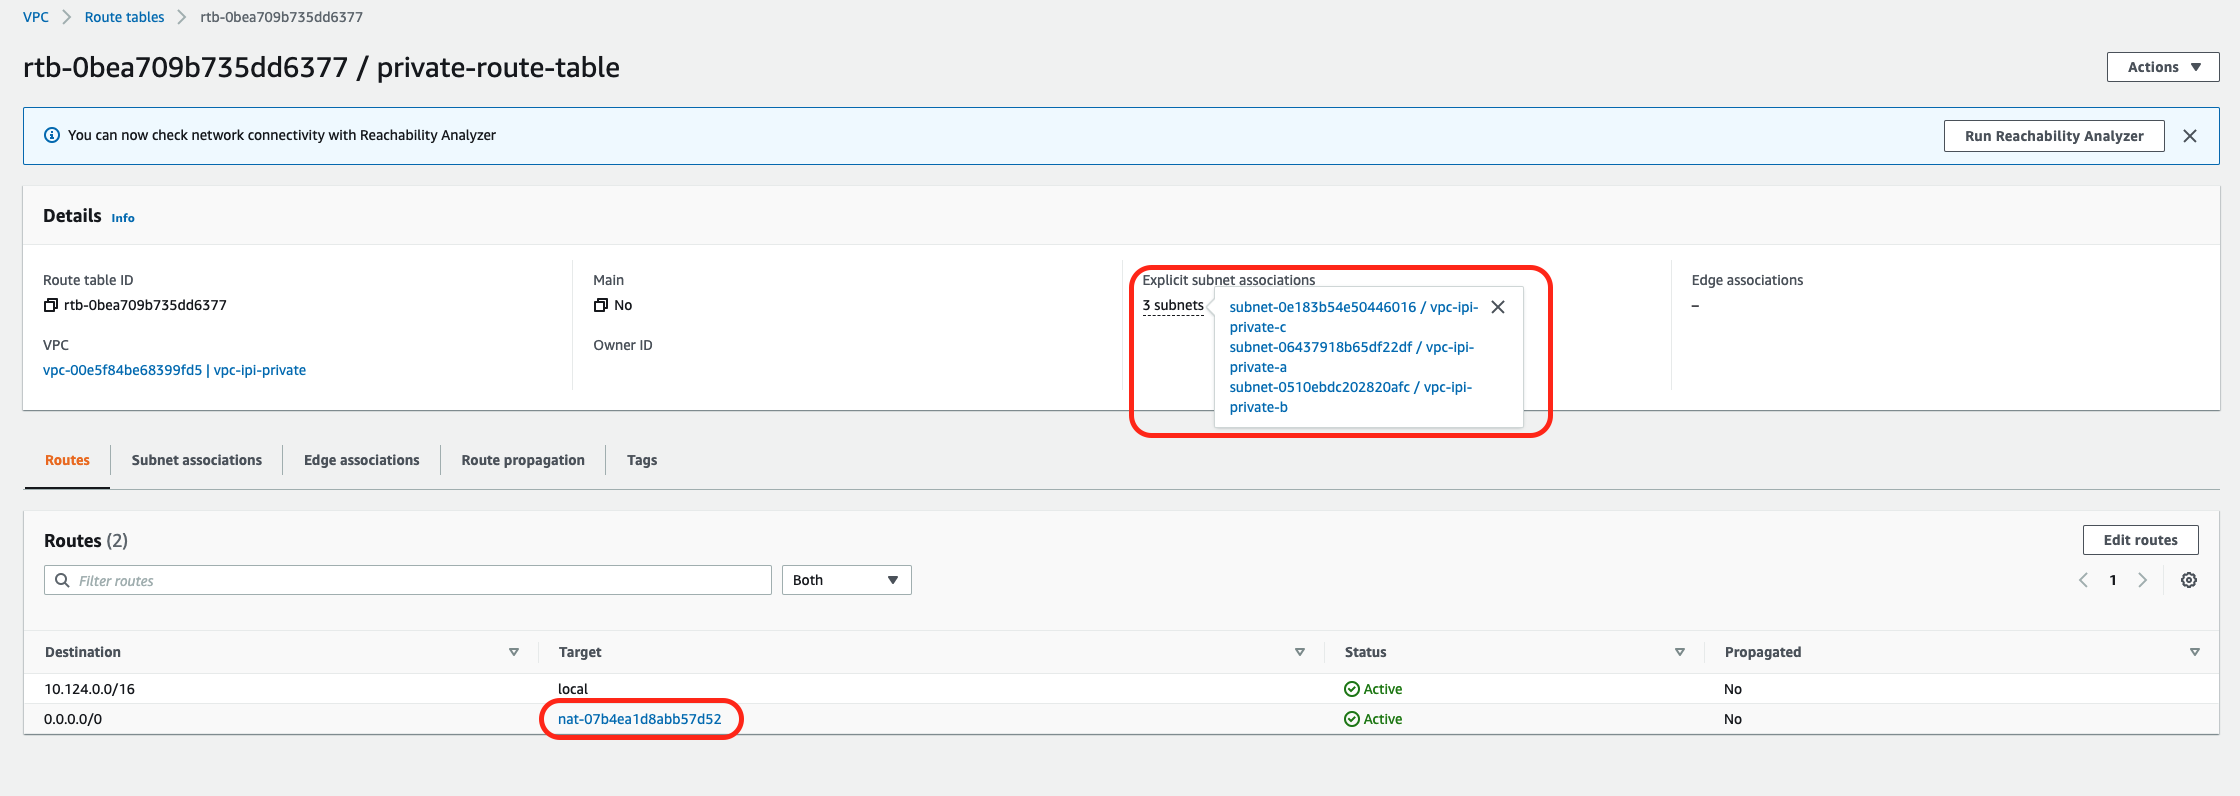 VPC > Route tables > rtb-0bea709b735dd6377
rtb-0bea709b735dd6377 / private-route-table
Actions
You can now check network connectivity with Reachability Analyzer
Run Reachability Analyzer
Details Info
Route table ID
rtb-0bea709b735dd6377
VPC
vpc-00e5f84be68399fd5 | vpc-ipi-private
Main
No
Owner ID
Explicit subnet associations
3 subnets
subnet-0e183b54e50446016 / vpc-ipi-
private-c
subnet-06437918b65df22df / vpc-ipi-
private-a
subnet-0510ebdc202820afc / vpc-ipi-
private-b
Edge associations
–
Routes Subnet associations Edge associations Route propagation Tags
Routes (2)
Edit routes
Filter routes
Both
1
Destination Target Status Propagated
10.124.0.0/16 local Active No
0.0.0.0/0 nat-07b4ea1d8abb57d52 Active No